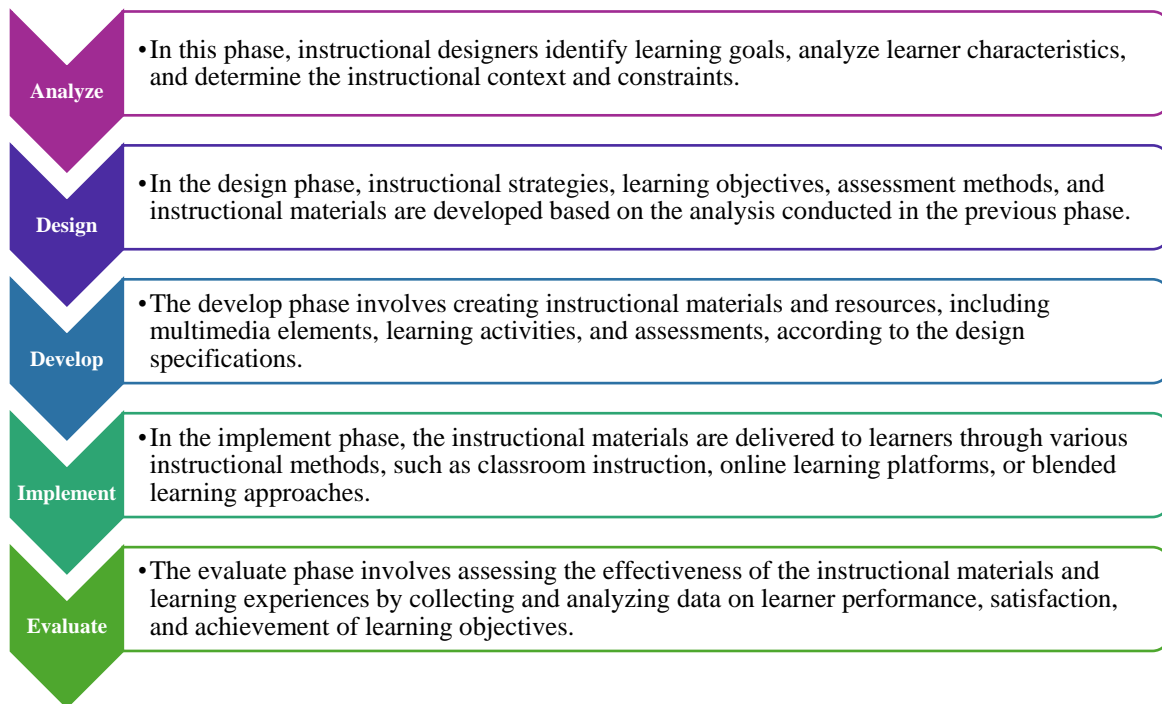 Analyze
•In this phase, instructional designers identify learning goals, analyze learner characteristics,
and determine the instructional context and constraints.
Design
•In the design phase, instructional strategies, learning objectives, assessment methods, and
instructional materials are developed based on the analysis conducted in the previous phase.
Develop
•The develop phase involves creating instructional materials and resources, including
multimedia elements, learning activities, and assessments, according to the design
specifications.
Implement
•In the implement phase, the instructional materials are delivered to learners through various
instructional methods, such as classroom instruction, online learning platforms, or blended
learning approaches.
Evaluate
•The evaluate phase involves assessing the effectiveness of the instructional materials and
learning experiences by collecting and analyzing data on learner performance, satisfaction,
and achievement of learning objectives.